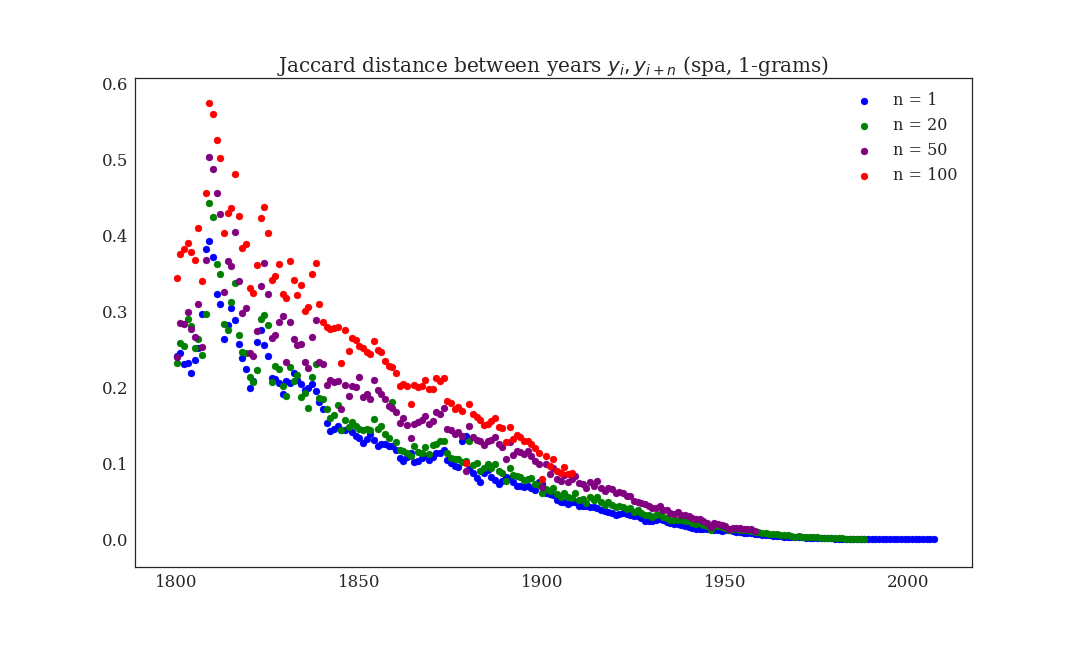 Jaccard distance between years y_i, y_{i+n} (spa, 1-grams)
n = 1
n = 20
n = 50
n = 100
0.6
0.5
0.4
0.3
0.2
0.1
0.0
1800 1850 1900 1950 2000